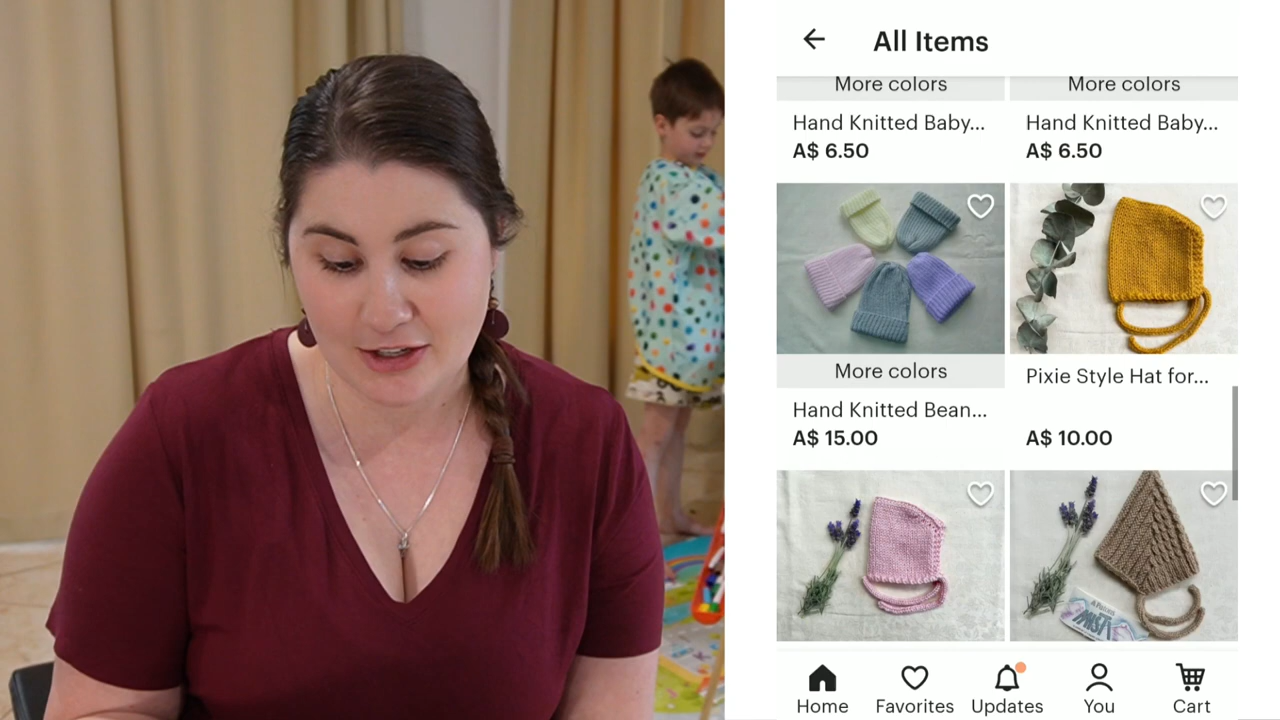 All Items
More colors
More colors
Hand Knitted Baby...
A$ 6.50
Hand Knitted Baby...
A$ 6.50
More colors
Hand Knitted Bean...
A$ 15.00
Pixie Style Hat for...
A$ 10.00
MISTY
Home
Favorites
Updates
You
Cart